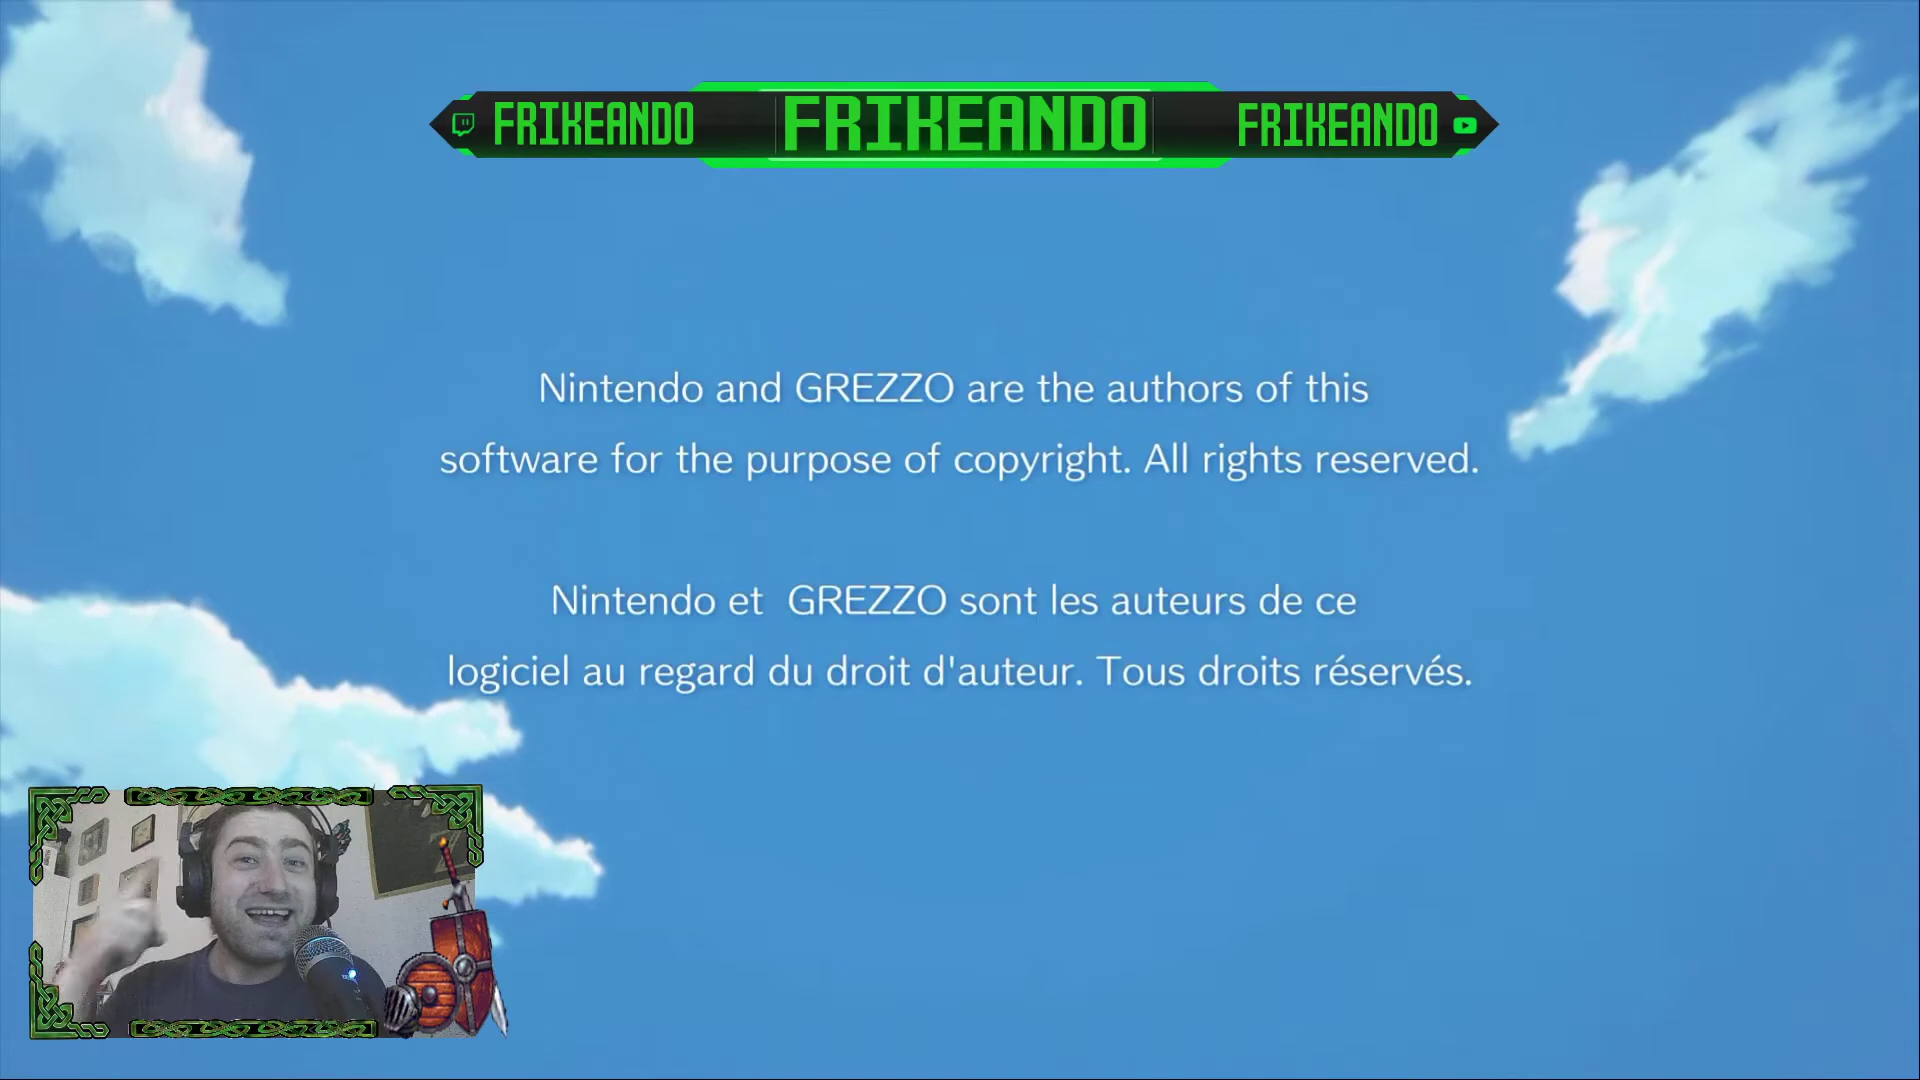 FRIKEANDO FRIKEANDO FRIKEANDO
Nintendo and GREZZO are the authors of this
software for the purpose of copyright. All rights reserved.
Nintendo et GREZZO sont les auteurs de ce
logiciel au regard du droit d'auteur. Tous droits réservés.